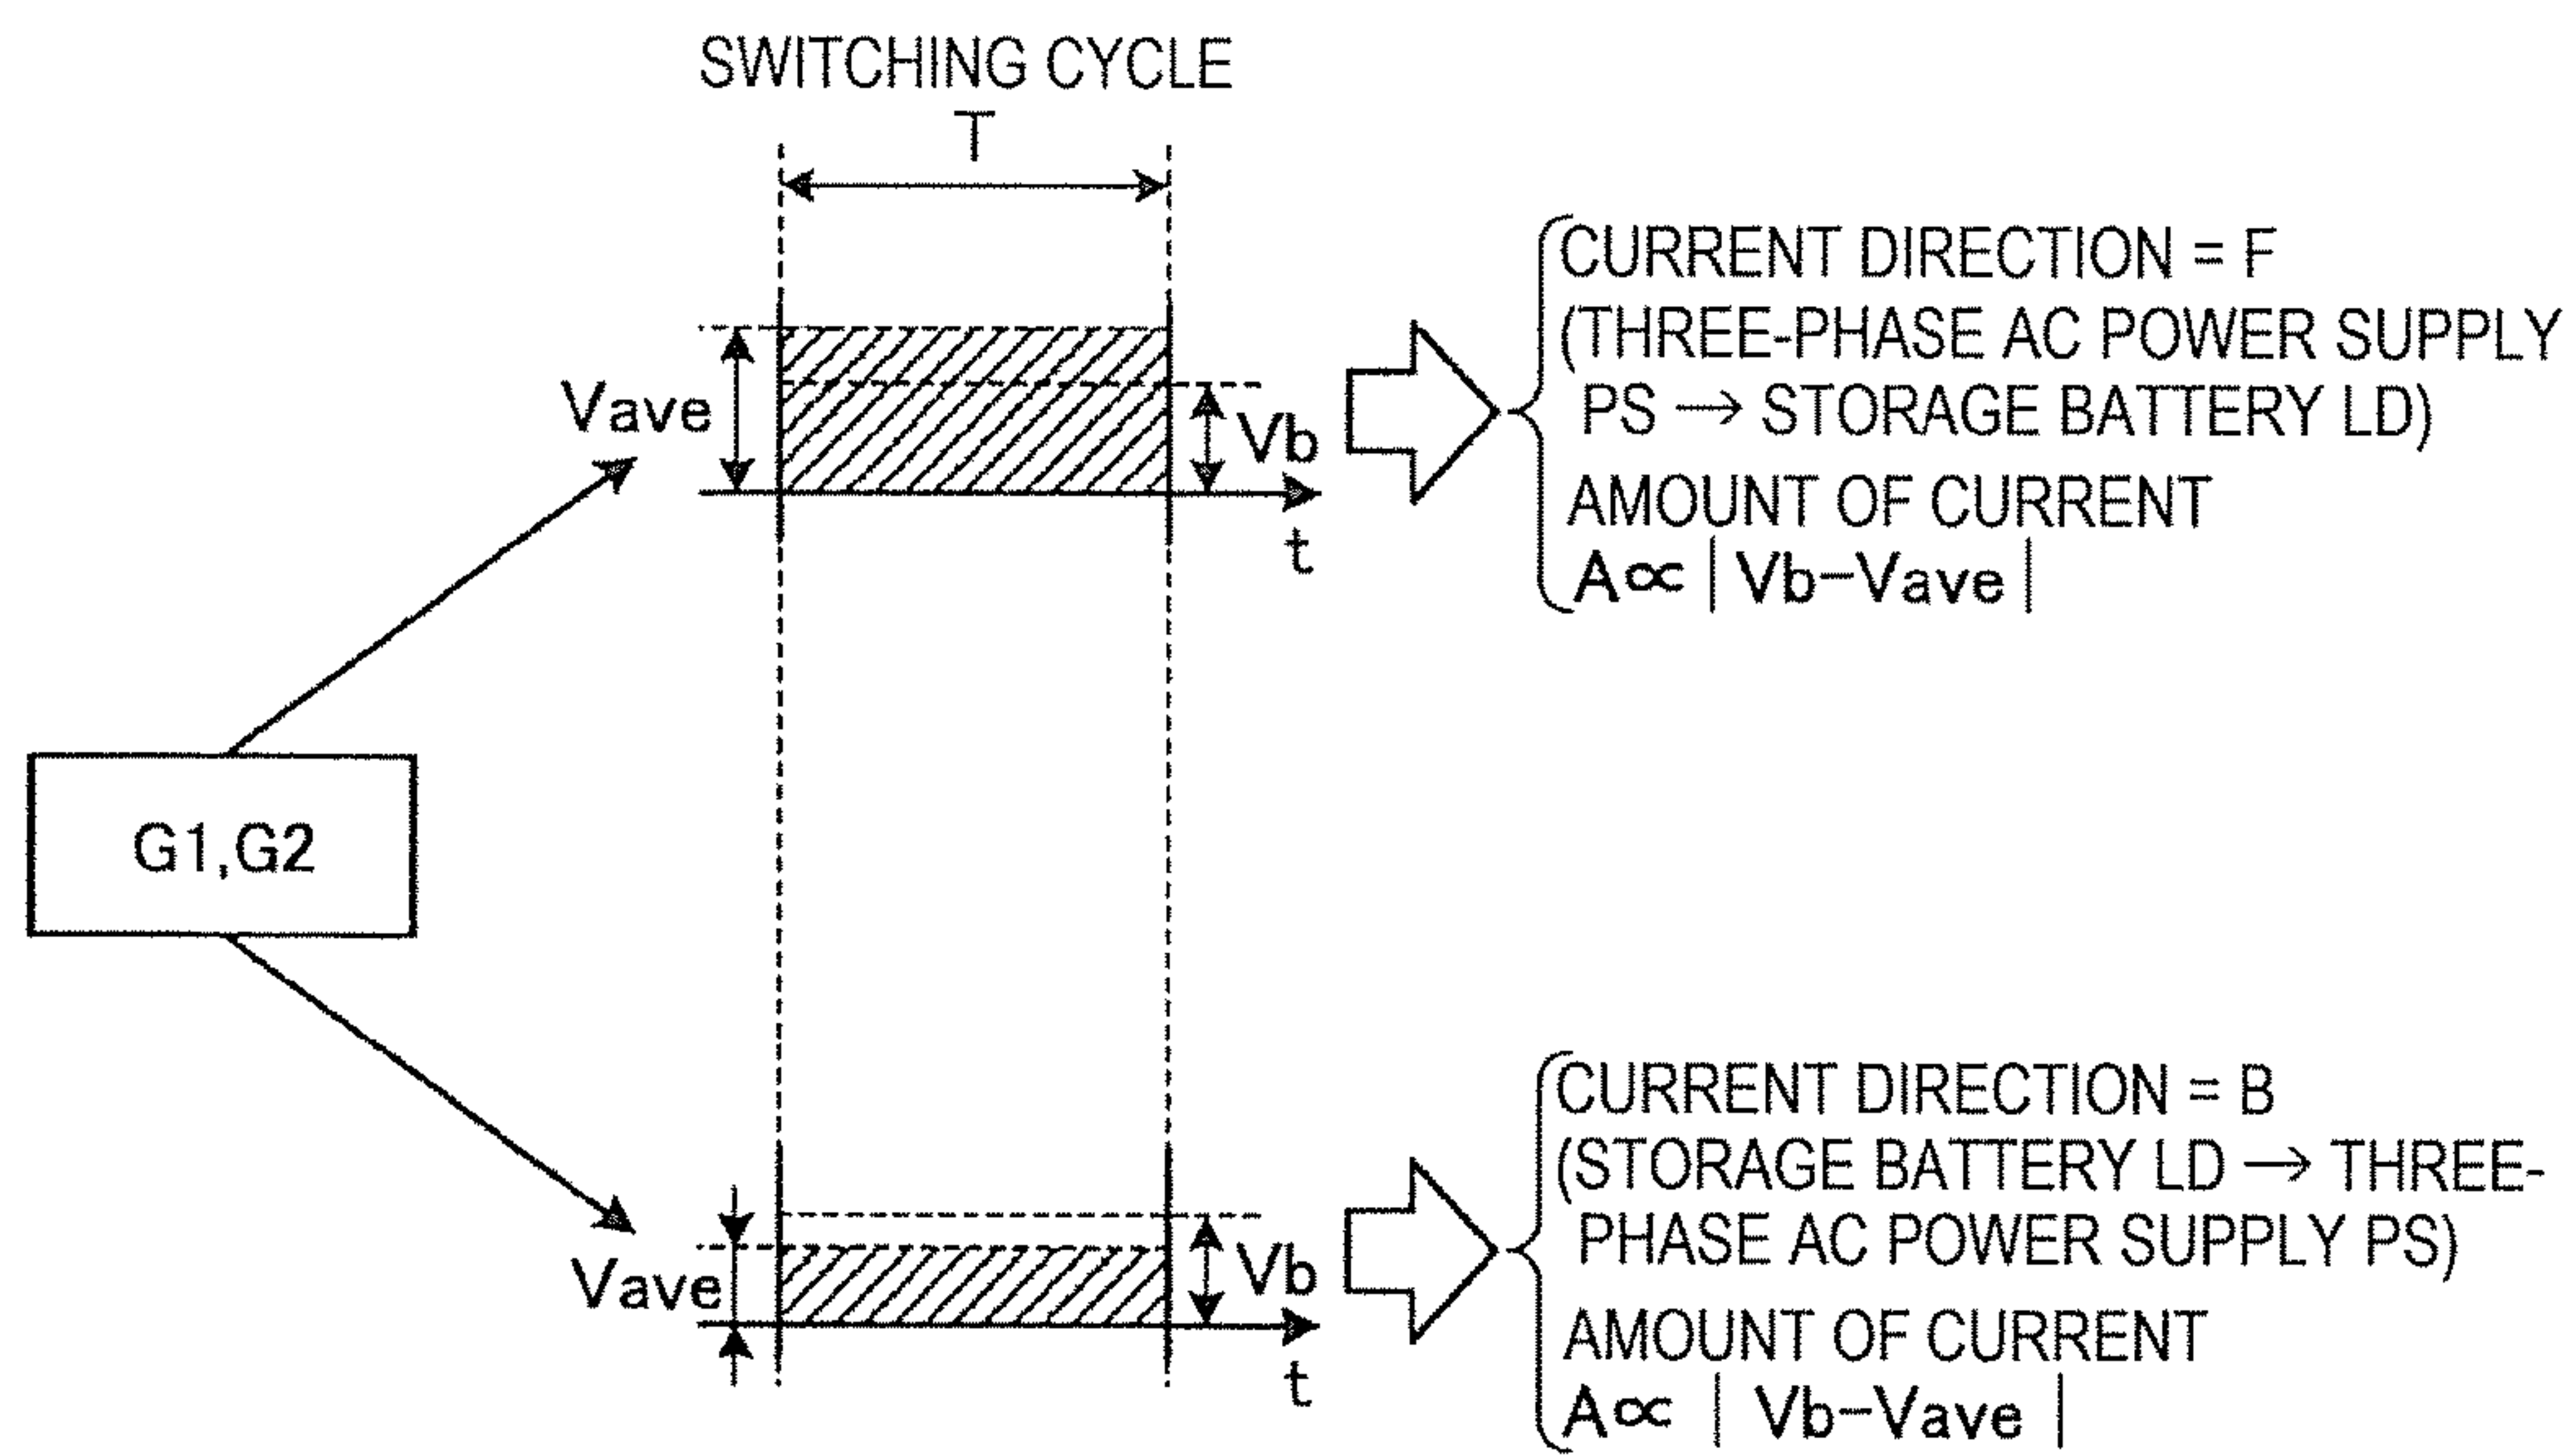 SWITCHING CYCLE
T
Vave
Vb
t
CURRENT DIRECTION = F
(THREE-PHASE AC POWER SUPPLY
PS → STORAGE BATTERY LD)
AMOUNT OF CURRENT
A∝ | Vb-Vave |
G1,G2
Vave
Vb
t
CURRENT DIRECTION = B
(STORAGE BATTERY LD → THREE-
PHASE AC POWER SUPPLY PS)
AMOUNT OF CURRENT
A∝ | Vb-Vave |